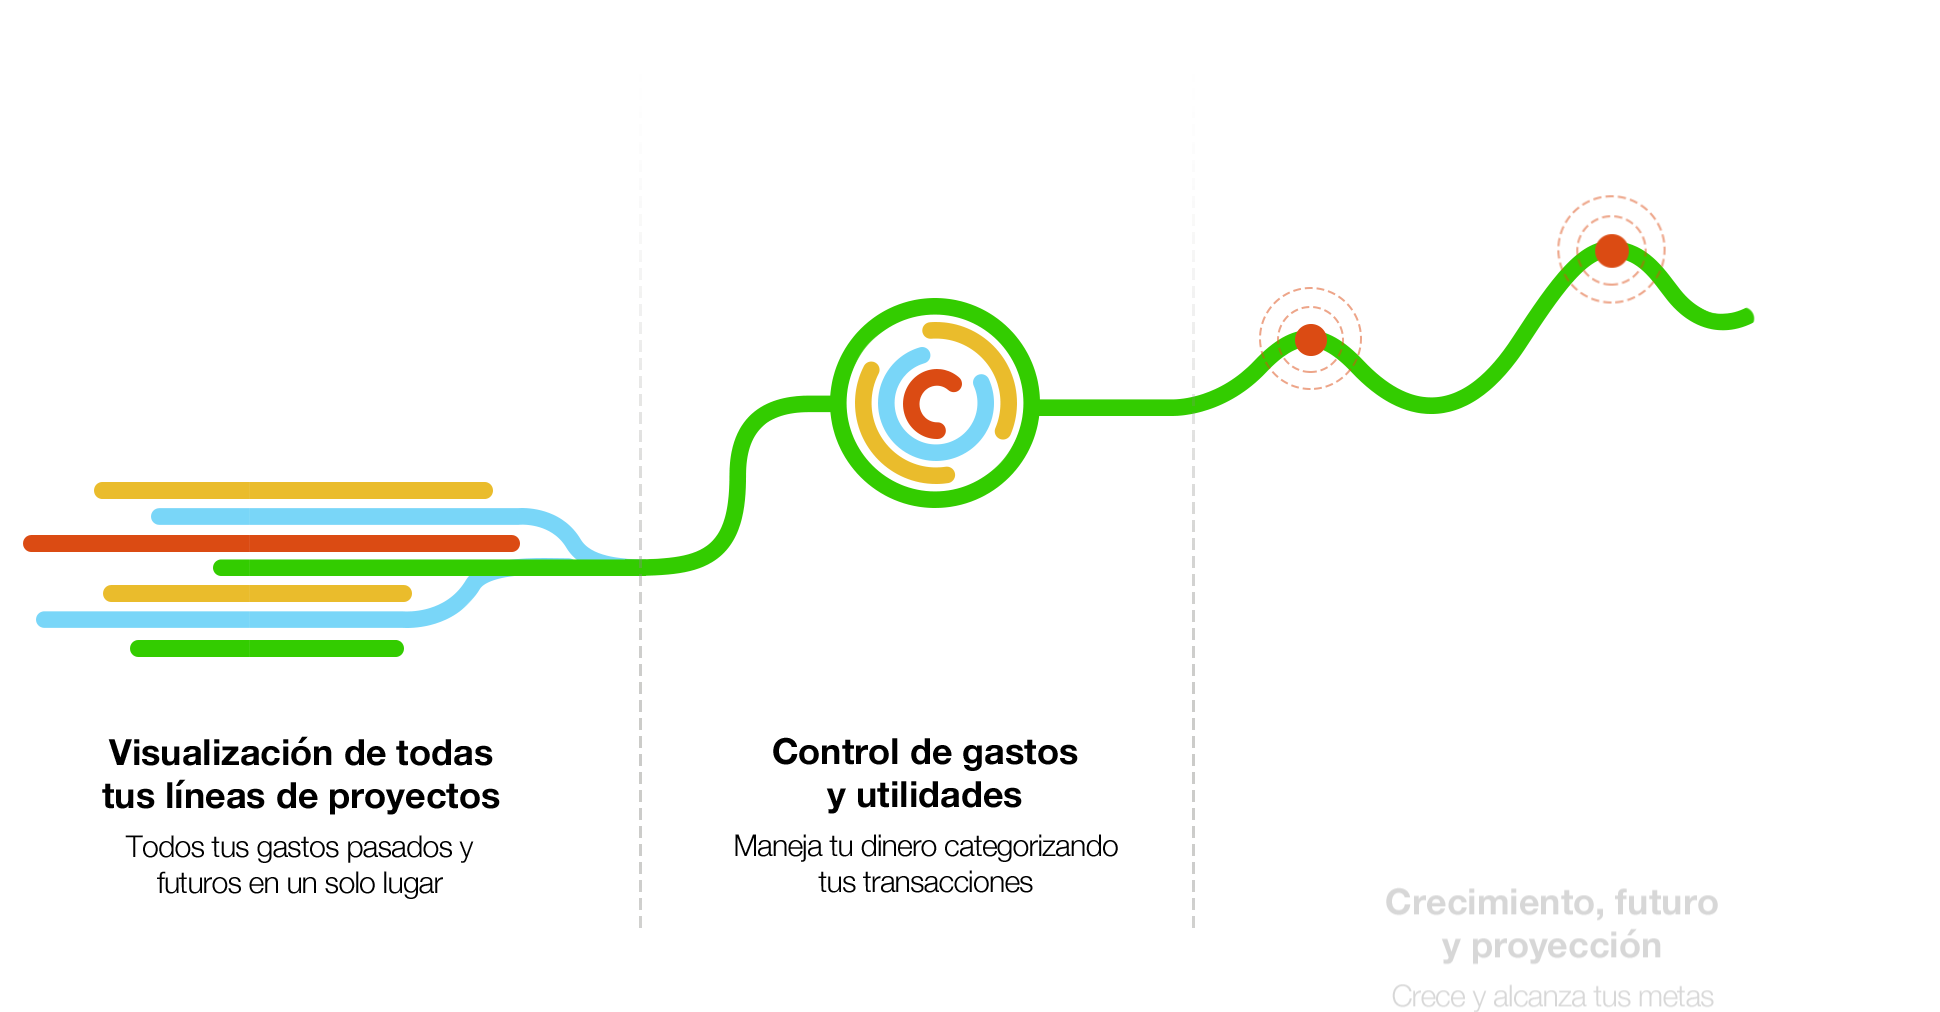 Visualización de todas
tus líneas de proyectos
Todos tus gastos pasados y
futuros en un solo lugar
Control de gastos
y utilidades
Maneja tu dinero categorizando
tus transacciones
Crecimiento, futuro
y proyección
Crece y alcanza tus metas